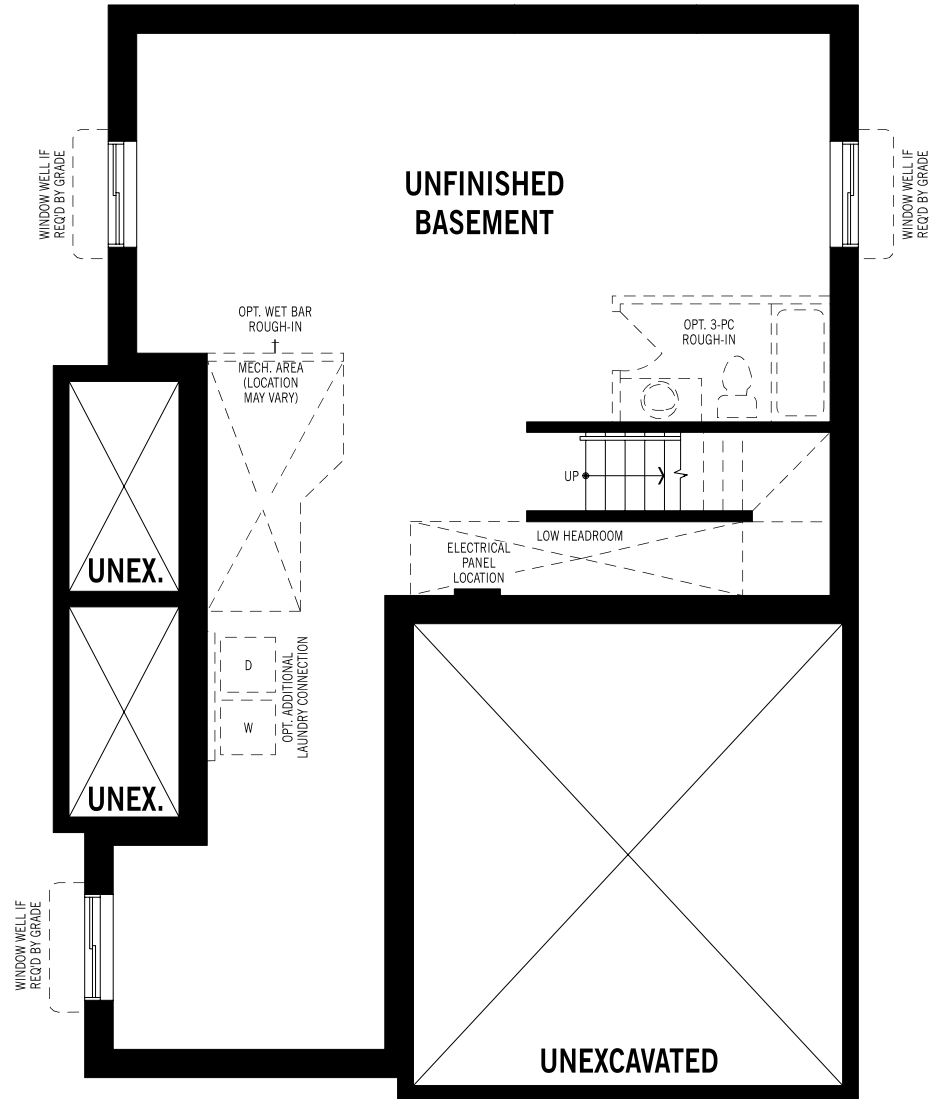 WINDOW WELL IF
REQ'D BY GRADE
UNFINISHED
BASEMENT
WINDOW WELL IF
REQ'D BY GRADE
OPT. WET BAR
ROUGH-IN
OPT. 3-PC
ROUGH-IN
MECH. AREA
(LOCATION
MAY VARY)
UP
LOW HEADROOM
ELECTRICAL
PANEL
LOCATION
UNEX.
D
W
OPT. ADDITIONAL
LAUNDRY CONNECTION
UNEX.
WINDOW WELL IF
REQ'D BY GRADE
UNEXCAVATED